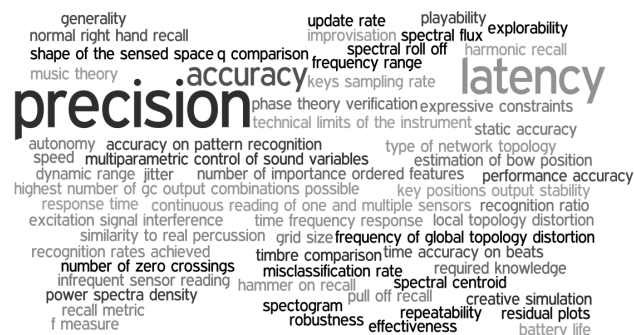 generality update rate playability
normal right hand recall improvisation spectral flux explorability
shape of the sensed space q comparison spectral roll off harmonic recall
music theory accuracy frequency range latency
keys sampling rate
precision phase theory verification expressive constraints
technical limits of the instrument static accuracy
autonomy accuracy on pattern recognition type of network topology
speed multiparametric control of sound variables estimation of bow position
dynamic range jitter number of importance ordered features performance accuracy
highest number of gc output combinations possible key positions output stability
response time continuous reading of one and multiple sensors recognition ratio
excitation signal interference time frequency response local topology distortion
similarity to real percussion grid size frequency of global topology distortion
recognition rates achieved timbre comparison time accuracy on beats
number of zero crossings misclassification rate required knowledge
infrequent sensor reading hammer on recall spectral centroid
power spectra density pull off recall creative simulation
recall metric spectogram repeatability residual plots
f measure robustness effectiveness battery life